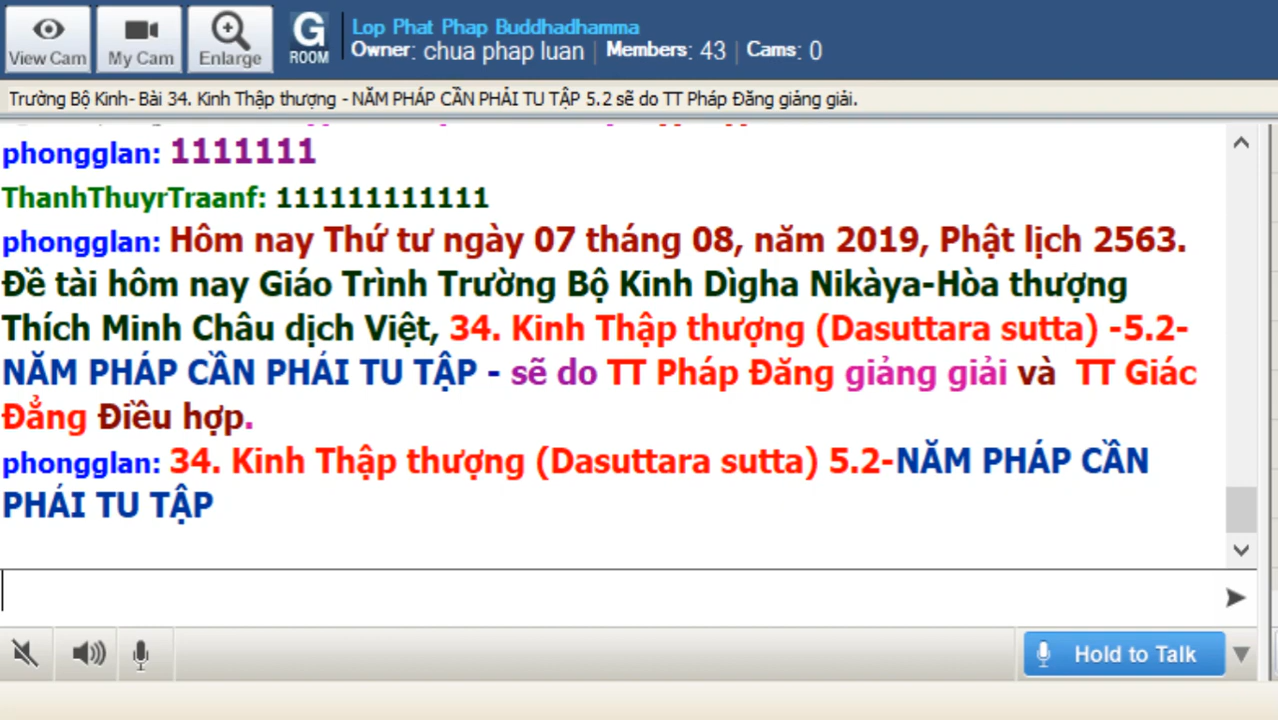 View Cam
My Cam
Enlarge
G ROOM
Lop Phat Phap Buddhadhamma
Owner: chua phap luan | Members: 43 | Cams: 0
Trường Bộ Kinh- Bài 34. Kinh Thập thượng - NĂM PHÁP CẦN PHẢI TU TẬP 5.2 sẽ do TT Pháp Đăng giảng giải.
phongglan: 1111111
ThanhThuyrTraanf: 111111111111
phongglan: Hôm nay Thứ tư ngày 07 tháng 08, năm 2019, Phật lịch 2563.
Đề tài hôm nay Giáo Trình Trường Bộ Kinh Dìgha Nikàya-Hòa thượng
Thích Minh Châu dịch Việt, 34. Kinh Thập thượng (Dasuttara sutta) -5.2-
NĂM PHÁP CẦN PHÁI TU TẬP - sẽ do TT Pháp Đăng giảng giải và TT Giác
Đẳng Điều hợp.
phongglan: 34. Kinh Thập thượng (Dasuttara sutta) 5.2-NĂM PHÁP CẦN
PHÁI TU TẬP
Hold to Talk